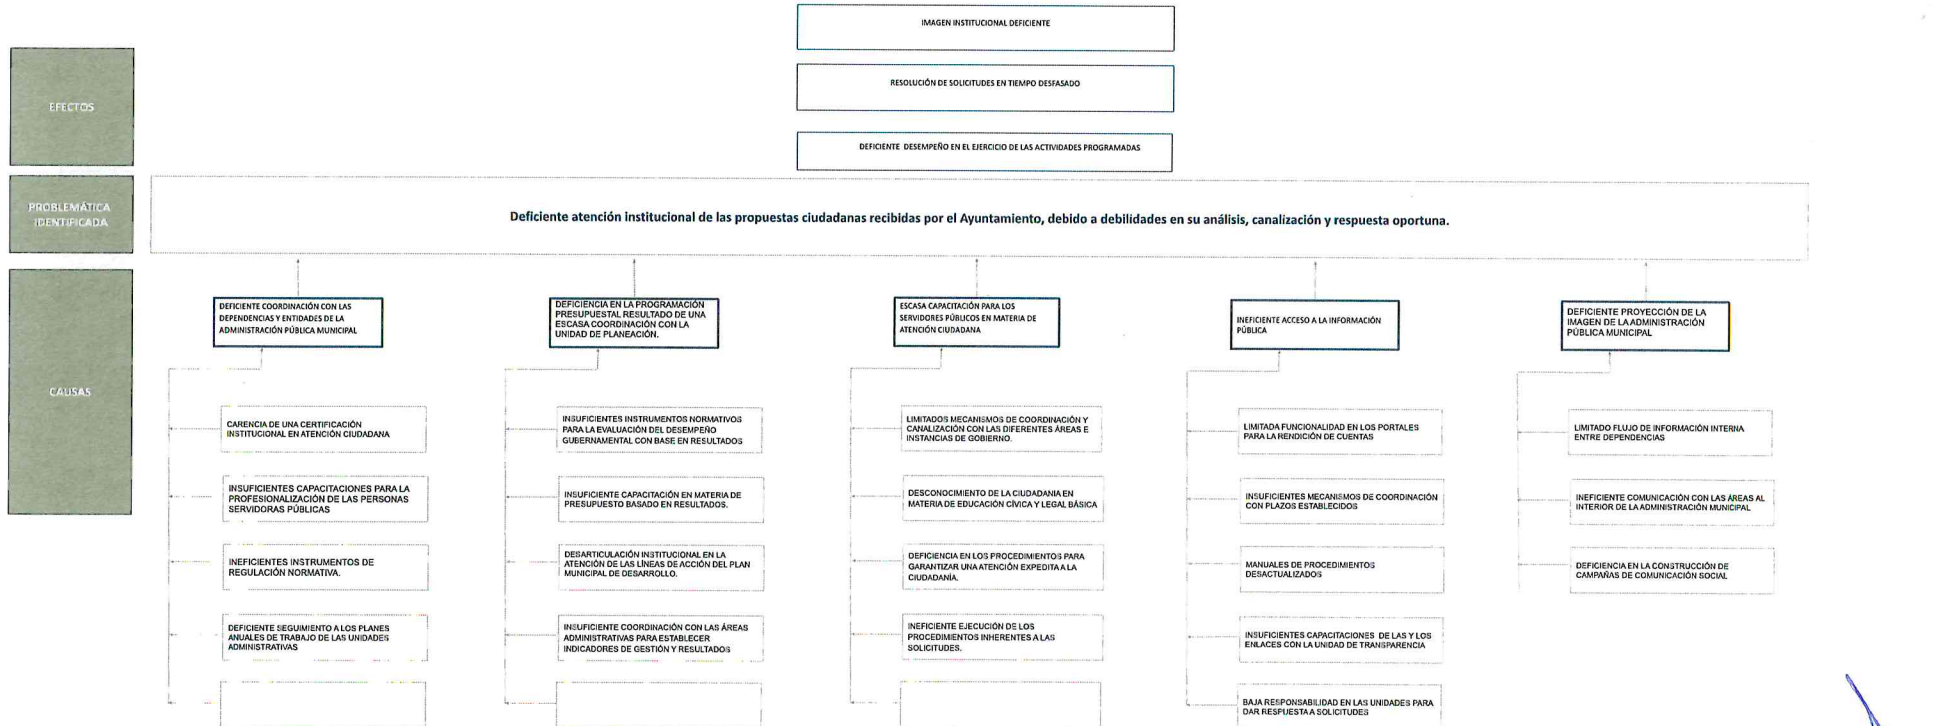 IMAGEN INSTITUCIONAL DEFICIENTE
EFECTOS
RESOLUCIÓN DE SOLICITUDES EN TIEMPO DESFASADO
DEFICIENTE DESEMPEÑO EN EL EJERCICIO DE LAS ACTIVIDADES PROGRAMADAS
PROBLEMÁTICA
IDENTIFICADA
Deficiente atención institucional de las propuestas ciudadanas recibidas por el Ayuntamiento, debido a debilidades en su análisis, canalización y respuesta oportuna.
CAUSAS
DEFICIENTE COORDINACIÓN CON LAS
DEPENDENCIAS Y ENTIDADES DE LA
ADMINISTRACIÓN PÚBLICA MUNICIPAL
CARENCIA DE UNA CERTIFICACIÓN
INSTITUCIONAL EN ATENCIÓN CIUDADANA
INSUFICIENTES CAPACITACIONES PARA LA
PROFESIONALIZACIÓN DE LAS PERSONAS
SERVIDORAS PÚBLICAS
INEFICIENTES INSTRUMENTOS DE
REGULACIÓN NORMATIVA.
DEFICIENTE SEGUIMIENTO A LOS PLANES
ANUALES DE TRABAJO DE LAS UNIDADES
ADMINISTRATIVAS
DEFICIENCIA EN LA PROGRAMACIÓN
PRESUPUESTAL RESULTADO DE UNA
ESCASA COORDINACIÓN CON LA
UNIDAD DE PLANEACIÓN.
INSUFICIENTES INSTRUMENTOS NORMATIVOS
PARA LA EVALUACIÓN DEL DESEMPEÑO
GUBERNAMENTAL CON BASE EN RESULTADOS
INSUFICIENTE CAPACITACIÓN EN MATERIA DE
PRESUPUESTO BASADO EN RESULTADOS.
DESARTICULACIÓN INSTITUCIONAL EN LA
ATENCIÓN DE LAS LÍNEAS DE ACCIÓN DEL PLAN
MUNICIPAL DE DESARROLLO.
INSUFICIENTE COORDINACIÓN CON LAS ÁREAS
ADMINISTRATIVAS PARA ESTABLECER
INDICADORES DE GESTIÓN Y RESULTADOS
ESCASA CAPACITACIÓN PARA LOS
SERVIDORES PÚBLICOS EN MATERIA DE
ATENCIÓN CIUDADANA
LIMITADOS MECANISMOS DE COORDINACIÓN Y
CANALIZACIÓN CON LAS DIFERENTES ÁREAS E
INSTANCIAS DE GOBIERNO.
DESCONOCIMIENTO DE LA CIUDADANIA EN
MATERIA DE EDUCACIÓN CÍVICA Y LEGAL BÁSICA
DEFICIENCIA EN LOS PROCEDIMIENTOS PARA
GARANTIZAR UNA ATENCIÓN EXPEDITA A LA
CIUDADANÍA.
INEFICIENTE EJECUCIÓN DE LOS
PROCEDIMIENTOS INHERENTES A LAS
SOLICITUDES.
INEFICIENTE ACCESO A LA INFORMACIÓN
PÚBLICA
LIMITADA FUNCIONALIDAD EN LOS PORTALES
PARA LA RENDICIÓN DE CUENTAS
INSUFICIENTES MECANISMOS DE COORDINACIÓN
CON PLAZOS ESTABLECIDOS
MANUALES DE PROCEDIMIENTOS
DESACTUALIZADOS
INSUFICIENTES CAPACITACIONES DE LAS Y LOS
ENLACES CON LA UNIDAD DE TRANSPARENCIA
BAJA RESPONSABILIDAD EN LAS UNIDADES PARA
DAR RESPUESTA A SOLICITUDES
DEFICIENTE PROYECCIÓN DE LA
IMAGEN DE LA ADMINISTRACIÓN
PÚBLICA MUNICIPAL
LIMITADO FLUJO DE INFORMACIÓN INTERNA
ENTRE DEPENDENCIAS
INEFICIENTE COMUNICACIÓN CON LAS ÁREAS AL
INTERIOR DE LA ADMINISTRACIÓN MUNICIPAL
DEFICIENCIA EN LA CONSTRUCCIÓN DE
CAMPAÑAS DE COMUNICACIÓN SOCIAL